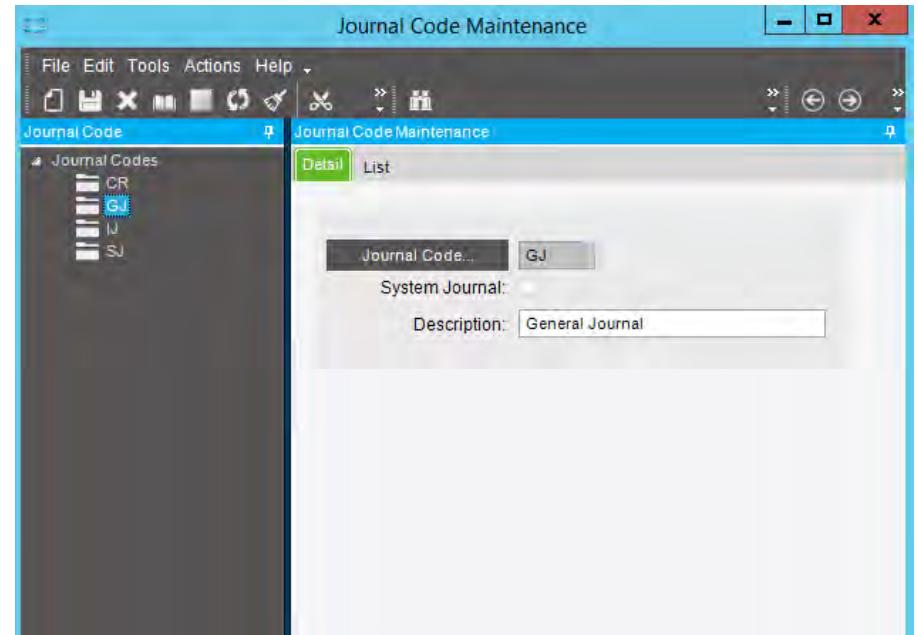 Journal Code Maintenance
File Edit Tools Actions Help
Journal Code
Journal Codes
CR
GJ
IJ
SJ
Journal Code Maintenance
Detail List
Journal Code... GJ
System Journal:
Description: General Journal